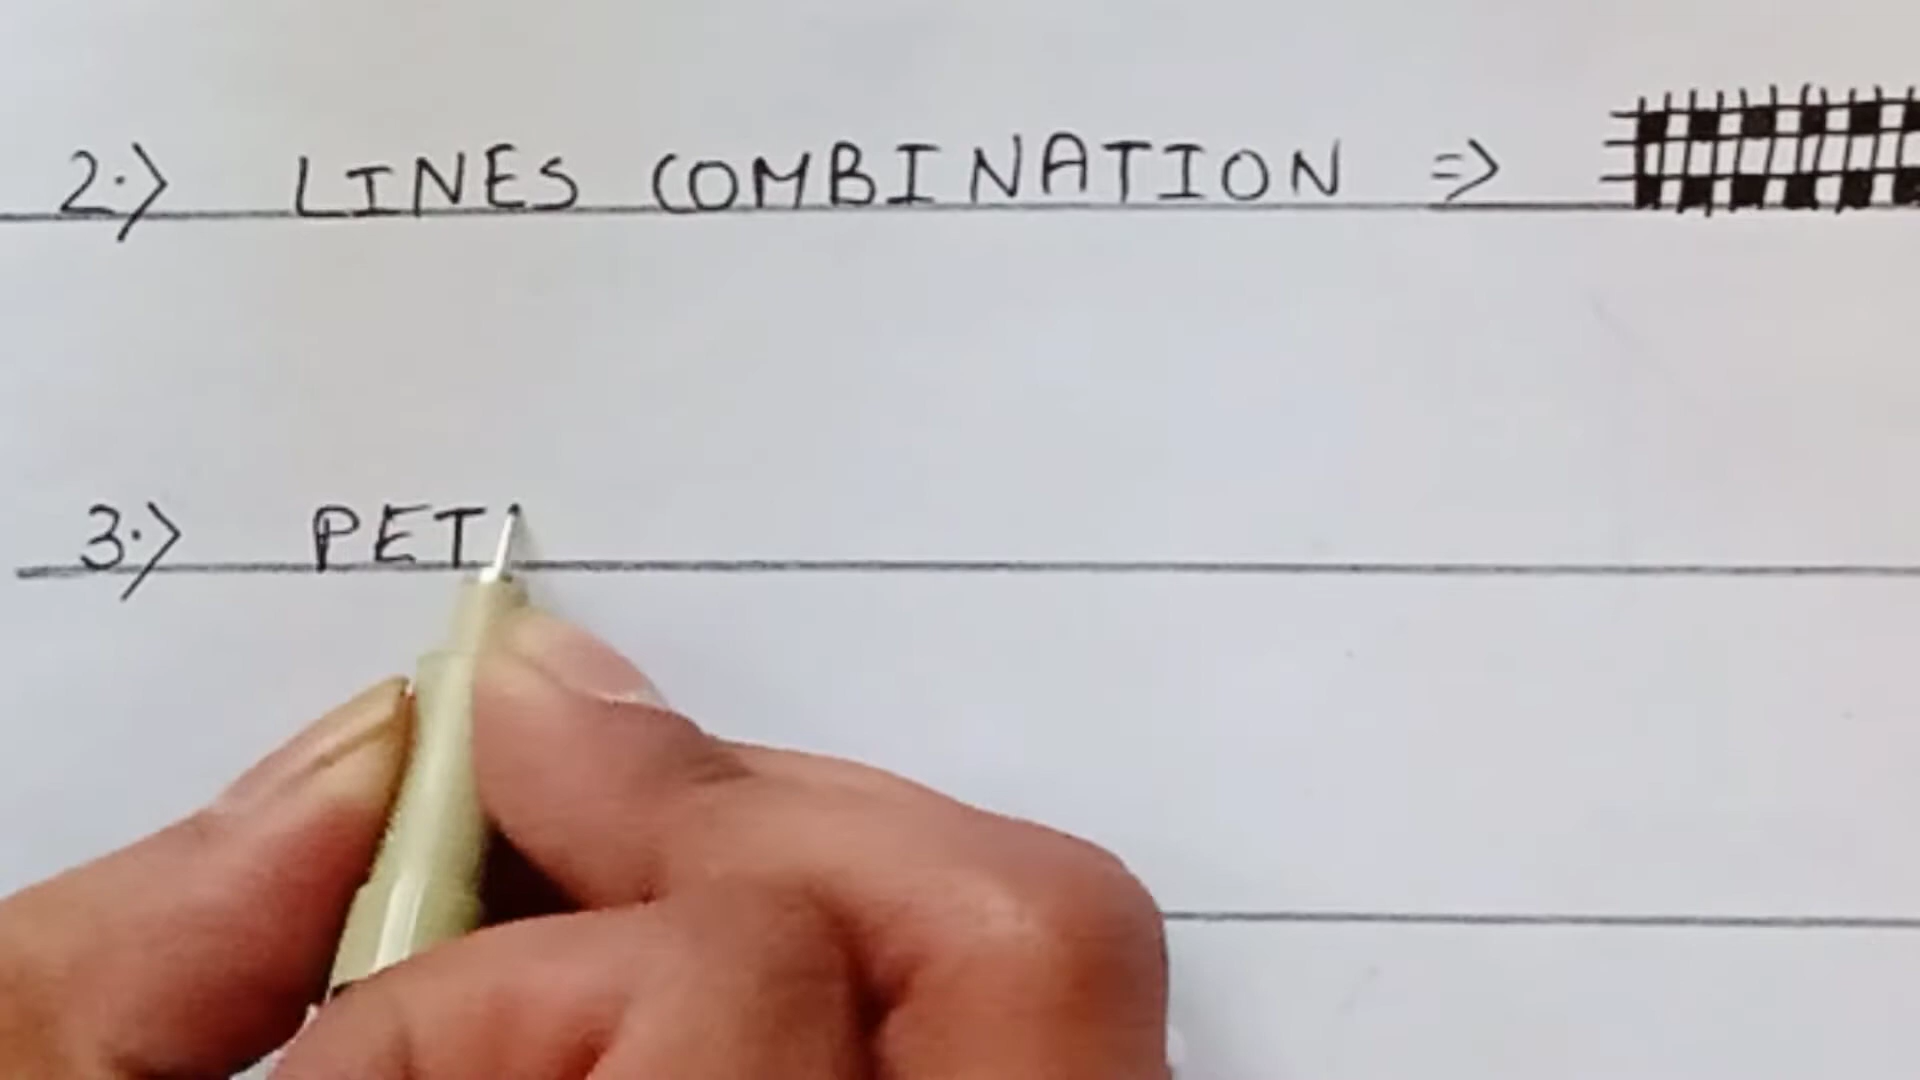 2.) LINES COMBINATION =>
3.) PET